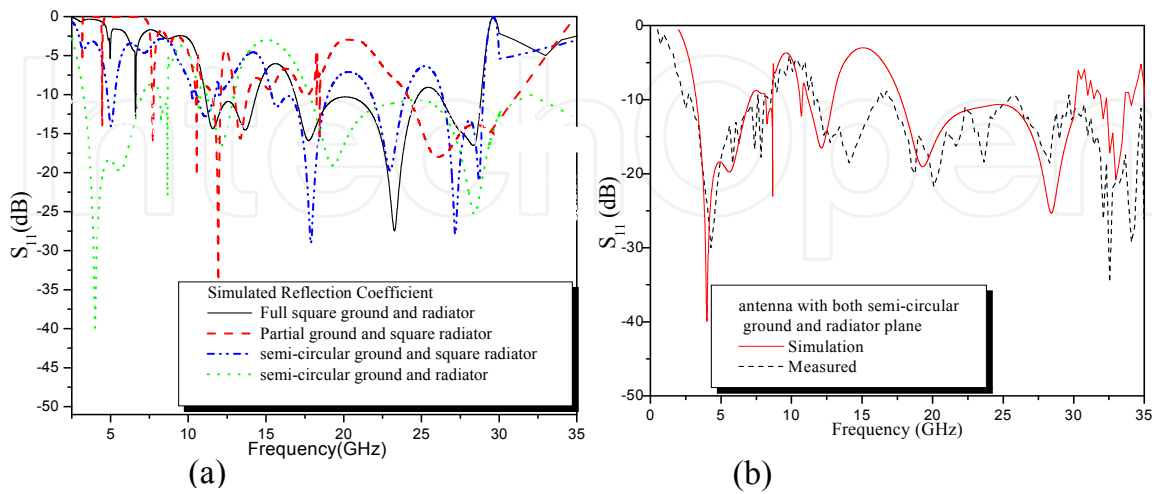 0
-5
-10
-15
-20
-25
-30
-35
-40
-45
-50
S11(dB)
5 10 15 20 25 30 35
Frequency(GHz)
Simulated Reflection Coefficient
Full square ground and radiator
Partial ground and square radiator
semi-circular ground and square radiator
semi-circular ground and radiator
(a)
0
-10
-20
-30
-40
-50
S11 (dB)
0 5 10 15 20 25 30 35
Frequency (GHz)
antenna with both semi-circular
ground and radiator plane
Simulation
Measured
(b)
IntechOpen